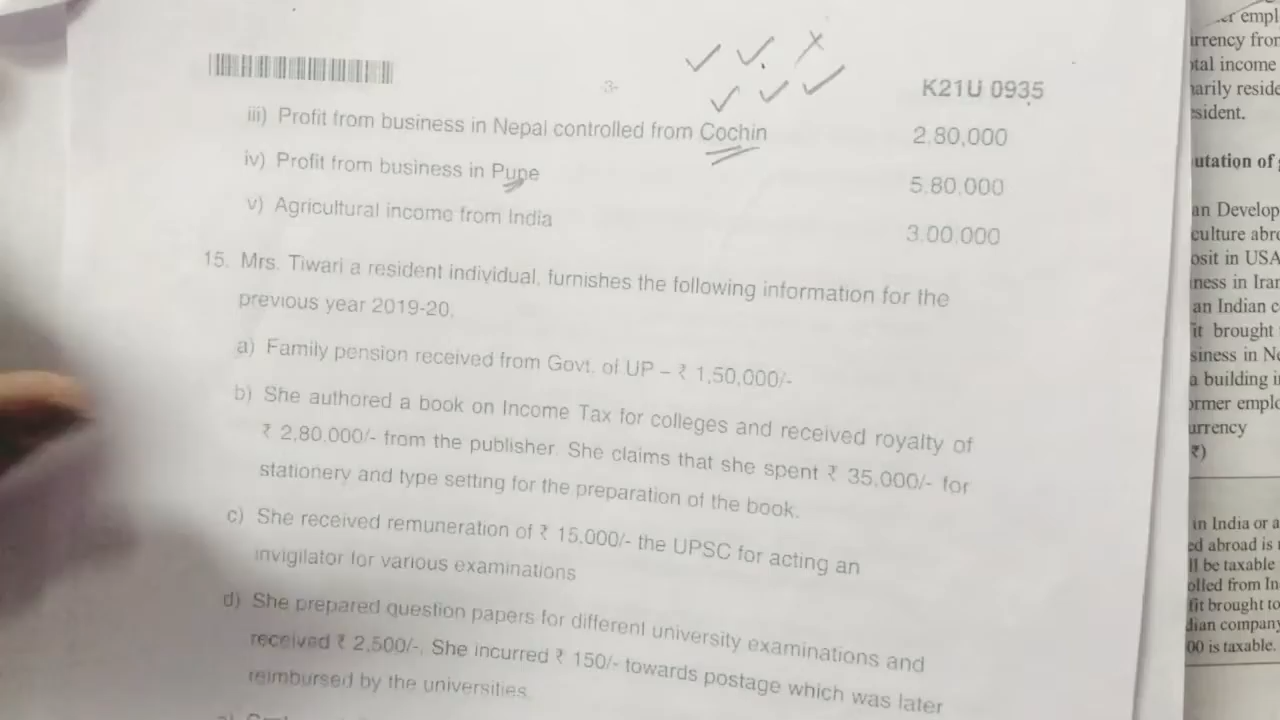 -3-
K21U 0935
iii) Profit from business in Nepal controlled from Cochin 2,80,000
iv) Profit from business in Pune 5,80,000
v) Agricultural income from India 3,00,000
15. Mrs. Tiwari a resident individual, furnishes the following information for the
previous year 2019-20.
a) Family pension received from Govt. of UP – ₹ 1,50,000/-
b) She authored a book on Income Tax for colleges and received royalty of
₹ 2,80,000/- from the publisher. She claims that she spent ₹ 35,000/- for
stationery and type setting for the preparation of the book.
c) She received remuneration of ₹ 15,000/- the UPSC for acting an
invigilator for various examinations
d) She prepared question papers for different university examinations and
received ₹ 2,500/-. She incurred ₹ 150/- towards postage which was later
reimbursed by the universities.
empl
urrency from
total income
sident.
utation of
an Develop
culture abro
osit in USA
iness in Iran
an Indian c
it brought
siness in Ne
a building i
ormer emplo
urrency
₹)
in India or a
ed abroad is
ll be taxable
olled from In
fit brought to
dian company
00 is taxable.